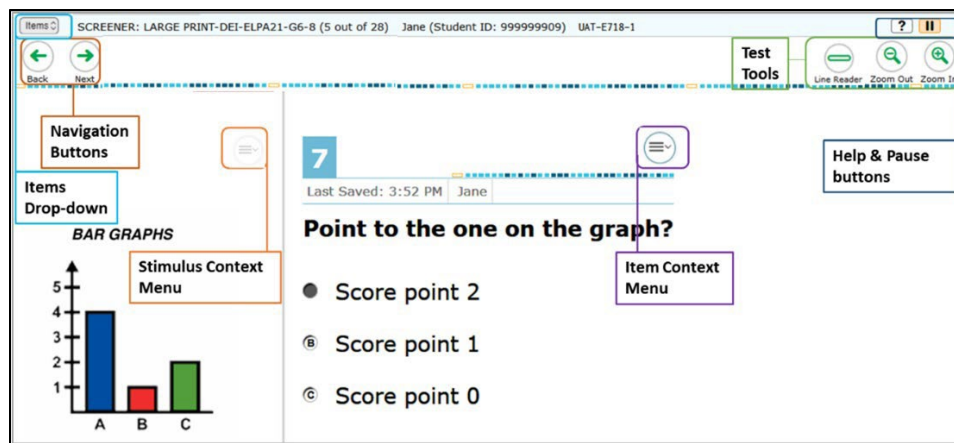 Items SCREENER: LARGE PRINT-DEI-ELPA21-G6-8 (5 out of 28) Jane (Student ID: 999999909) UAT-E718-1 ?
Back Next
Test
Tools
Line Reader Zoom Out Zoom In
Navigation
Buttons
Items
Drop-down
7
Last Saved: 3:52 PM Jane
Help & Pause
buttons
Point to the one on the graph?
Stimulus Context
Menu
Item Context
Menu
BAR GRAPHS
5
4
3
2
1
A B C
Score point 2
B Score point 1
C Score point 0